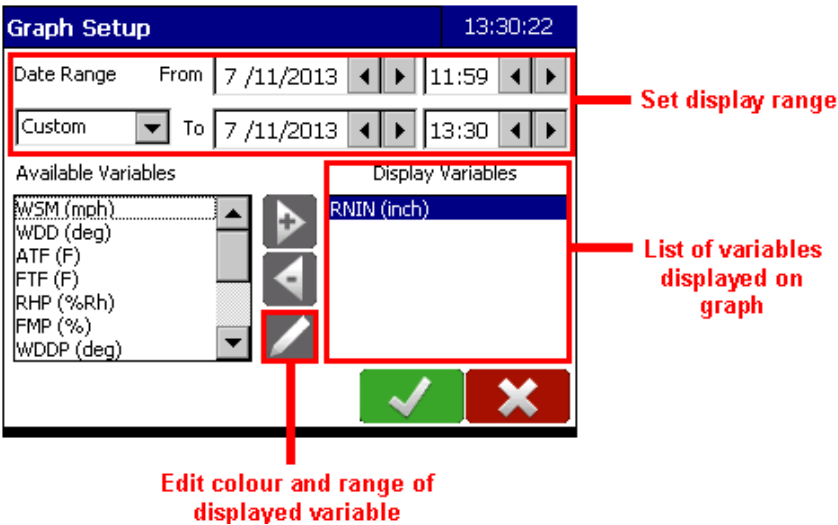 Graph Setup 13:30:22
Date Range From 7 /11/2013 11:59
Set display range
Custom To 7 /11/2013 13:30
Available Variables Display Variables
WSM (mph) RNIN (inch)
WDD (deg)
ATF (F)
FTF (F)
RHP (%Rh)
FMP (%)
WDDP (deg)
List of variables
displayed on
graph
Edit colour and range of
displayed variable